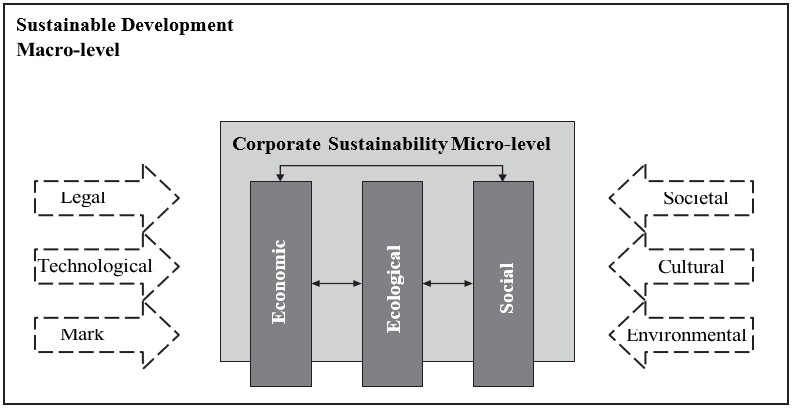 Sustainable Development
Macro-level
Corporate Sustainability Micro-level
Legal
Technological
Mark
Economic
Ecological
Social
Societal
Cultural
Environmental